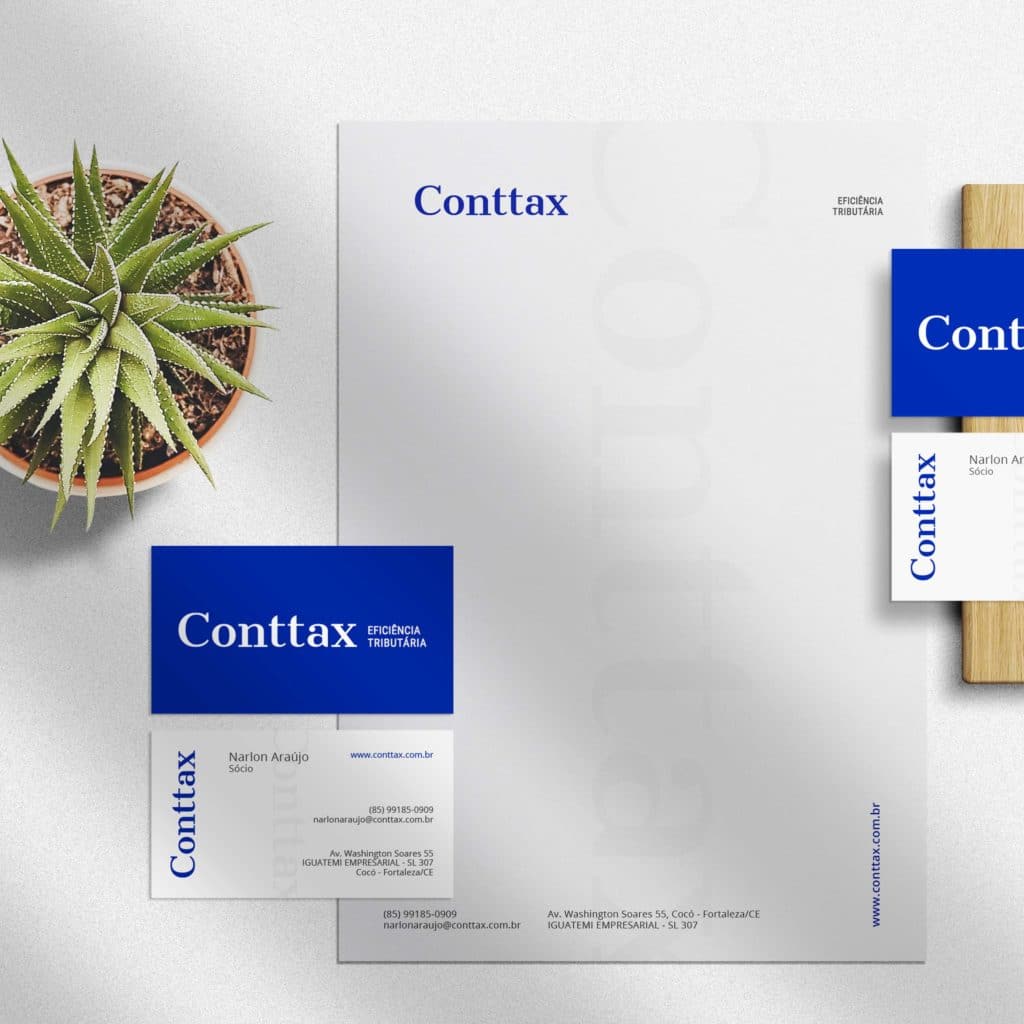 Conttax
EFICIÊNCIA
TRIBUTÁRIA
Conttax
Cont
Conttax
Narlon Ar
Sócio
Conttax
EFICIÊNCIA
TRIBUTÁRIA
Conttax
Narlon Araújo
Sócio
www.conttax.com.br
(85) 99185-0909
narlonaraujo@conttax.com.br
Av. Washington Soares 55
IGUATEMI EMPRESARIAL - SL 307
Cocó - Fortaleza/CE
Conttax
www.conttax.com.br
(85) 99185-0909
narlonaraujo@conttax.com.br
Av. Washington Soares 55, Cocó - Fortaleza/CE
IGUATEMI EMPRESARIAL - SL 307